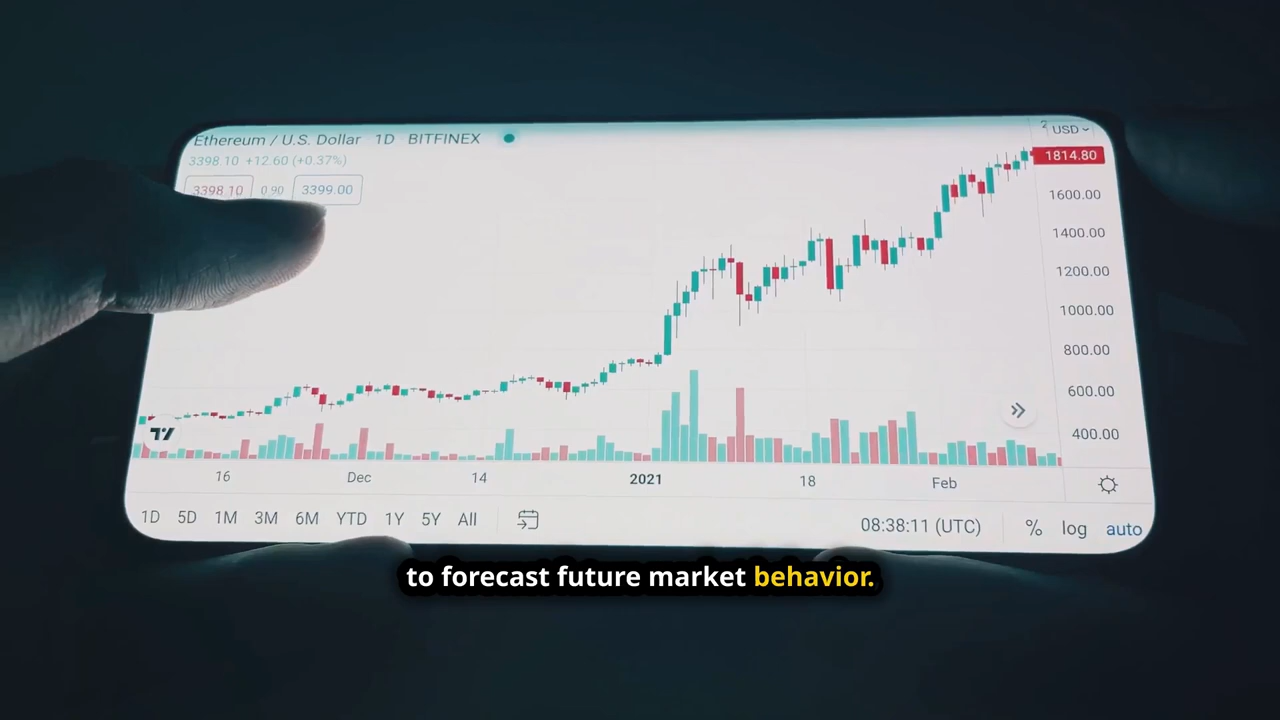 Ethereum / U.S. Dollar 1D BITFINEX
3398.10 +12.60 (+0.37%)
3398.10 0.90 3399.00
USD
1814.80
1600.00
1400.00
1200.00
1000.00
800.00
600.00
400.00
16 Dec 14 2021 18 Feb
1D 5D 1M 3M 6M YTD 1Y 5Y All 08:38:11 (UTC) % log auto
to forecast future market behavior.